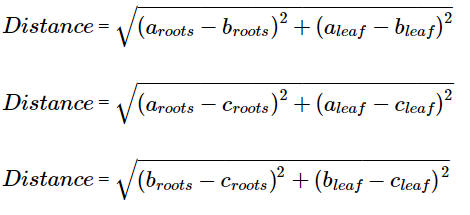 Distance = √(a_roots − b_roots)² + (a_leaf − b_leaf)²
Distance = √(a_roots − c_roots)² + (a_leaf − c_leaf)²
Distance = √(b_roots − c_roots)² + (b_leaf − c_leaf)²